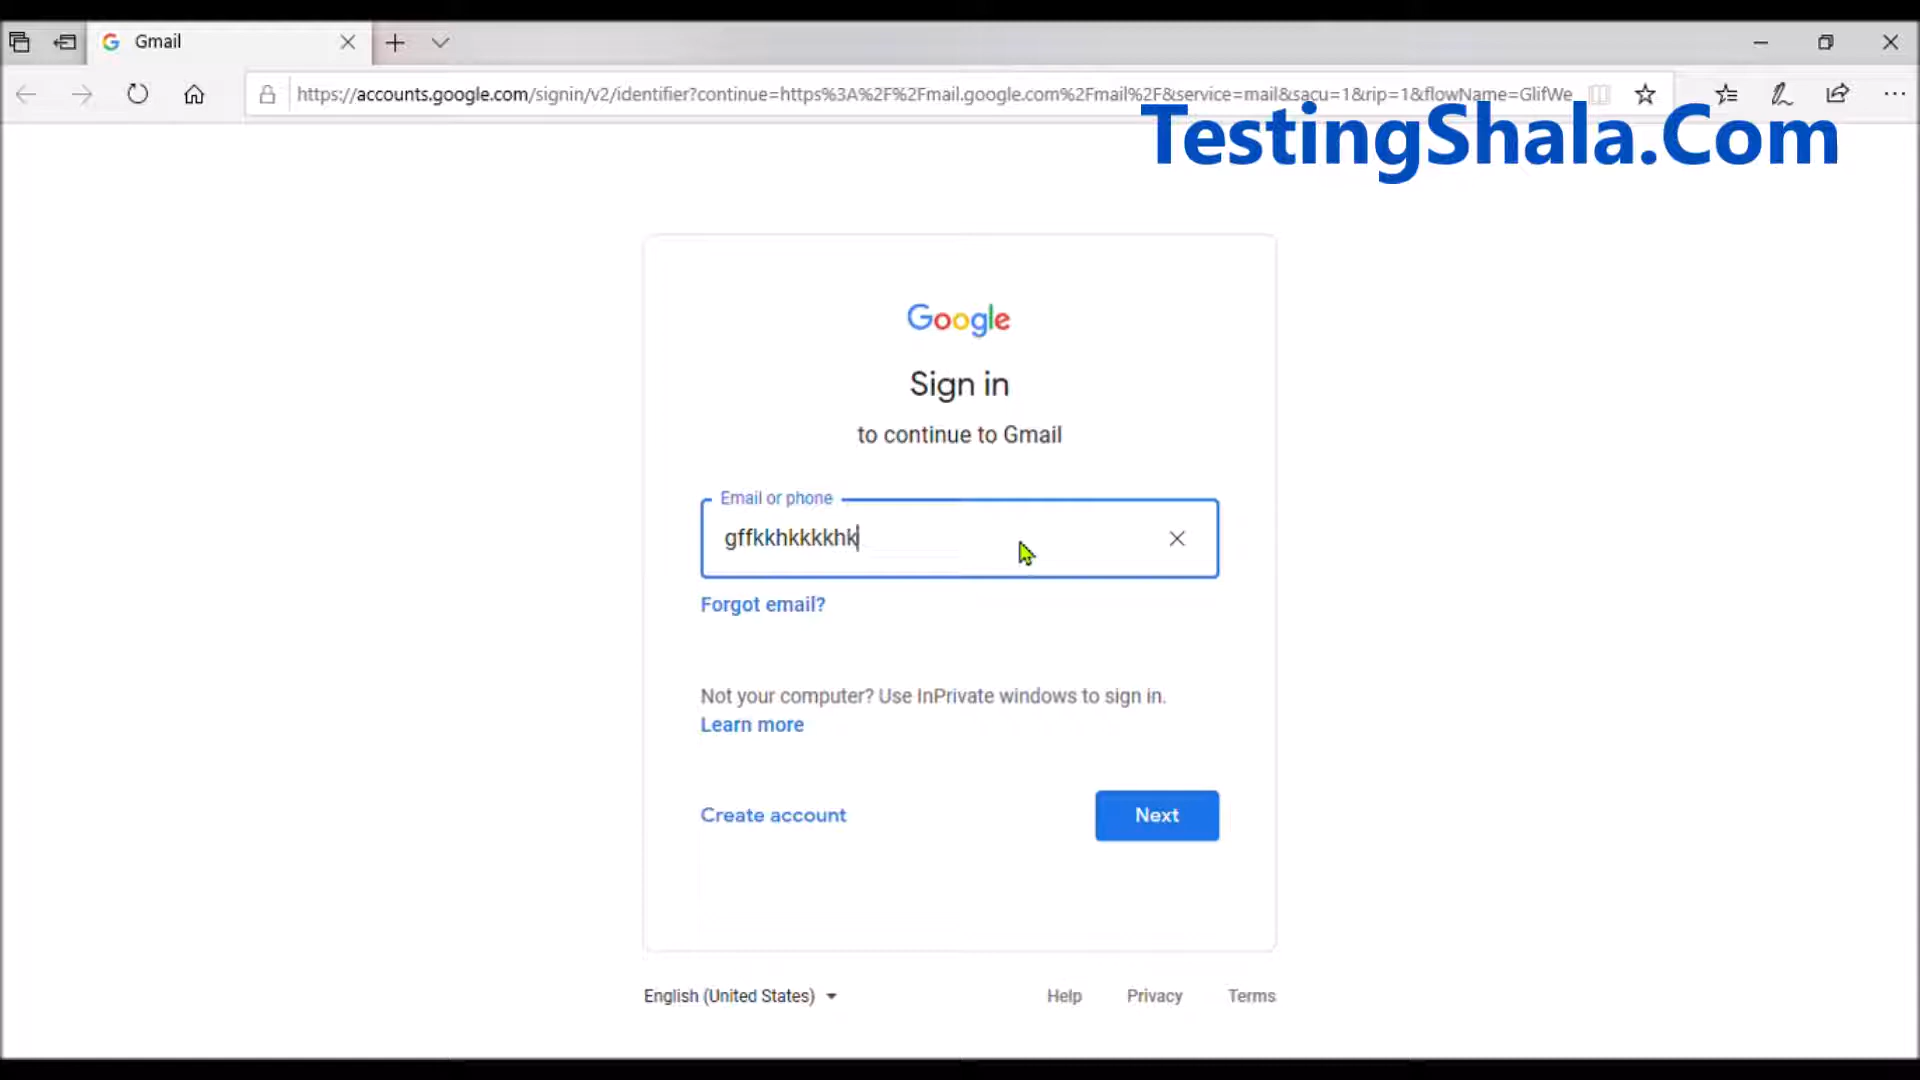 Gmail
https://accounts.google.com/signin/v2/identifier?continue=https%3A%2F%2Fmail.google.com%2Fmail%2F&service=mail&sacu=1&rip=1&flowName=GlifWe
TestingShala.Com
Google
Sign in
to continue to Gmail
Email or phone
gffkkhkkkkhk
Forgot email?
Not your computer? Use InPrivate windows to sign in.
Learn more
Create account
Next
English (United States)
Help Privacy Terms